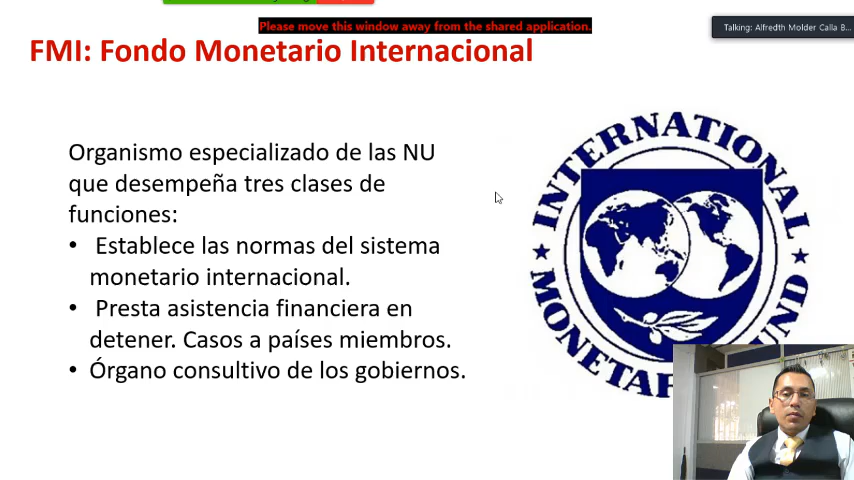 Please move this window away from the shared application.
Talking: Alfredth Molder Calla B...
FMI: Fondo Monetario Internacional
Organismo especializado de las NU
que desempeña tres clases de
funciones:
• Establece las normas del sistema
monetario internacional.
• Presta asistencia financiera en
detener. Casos a países miembros.
• Órgano consultivo de los gobiernos.
INTERNATIONAL
MONETAR
UND